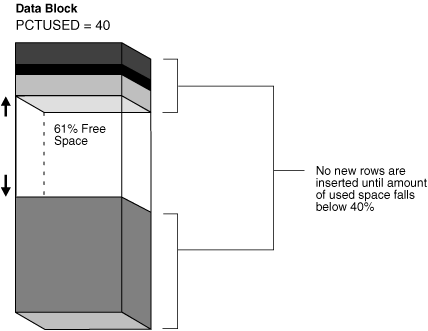 Data Block
PCTUSED = 40
61% Free
Space
No new rows are
inserted until amount
of used space falls
below 40%